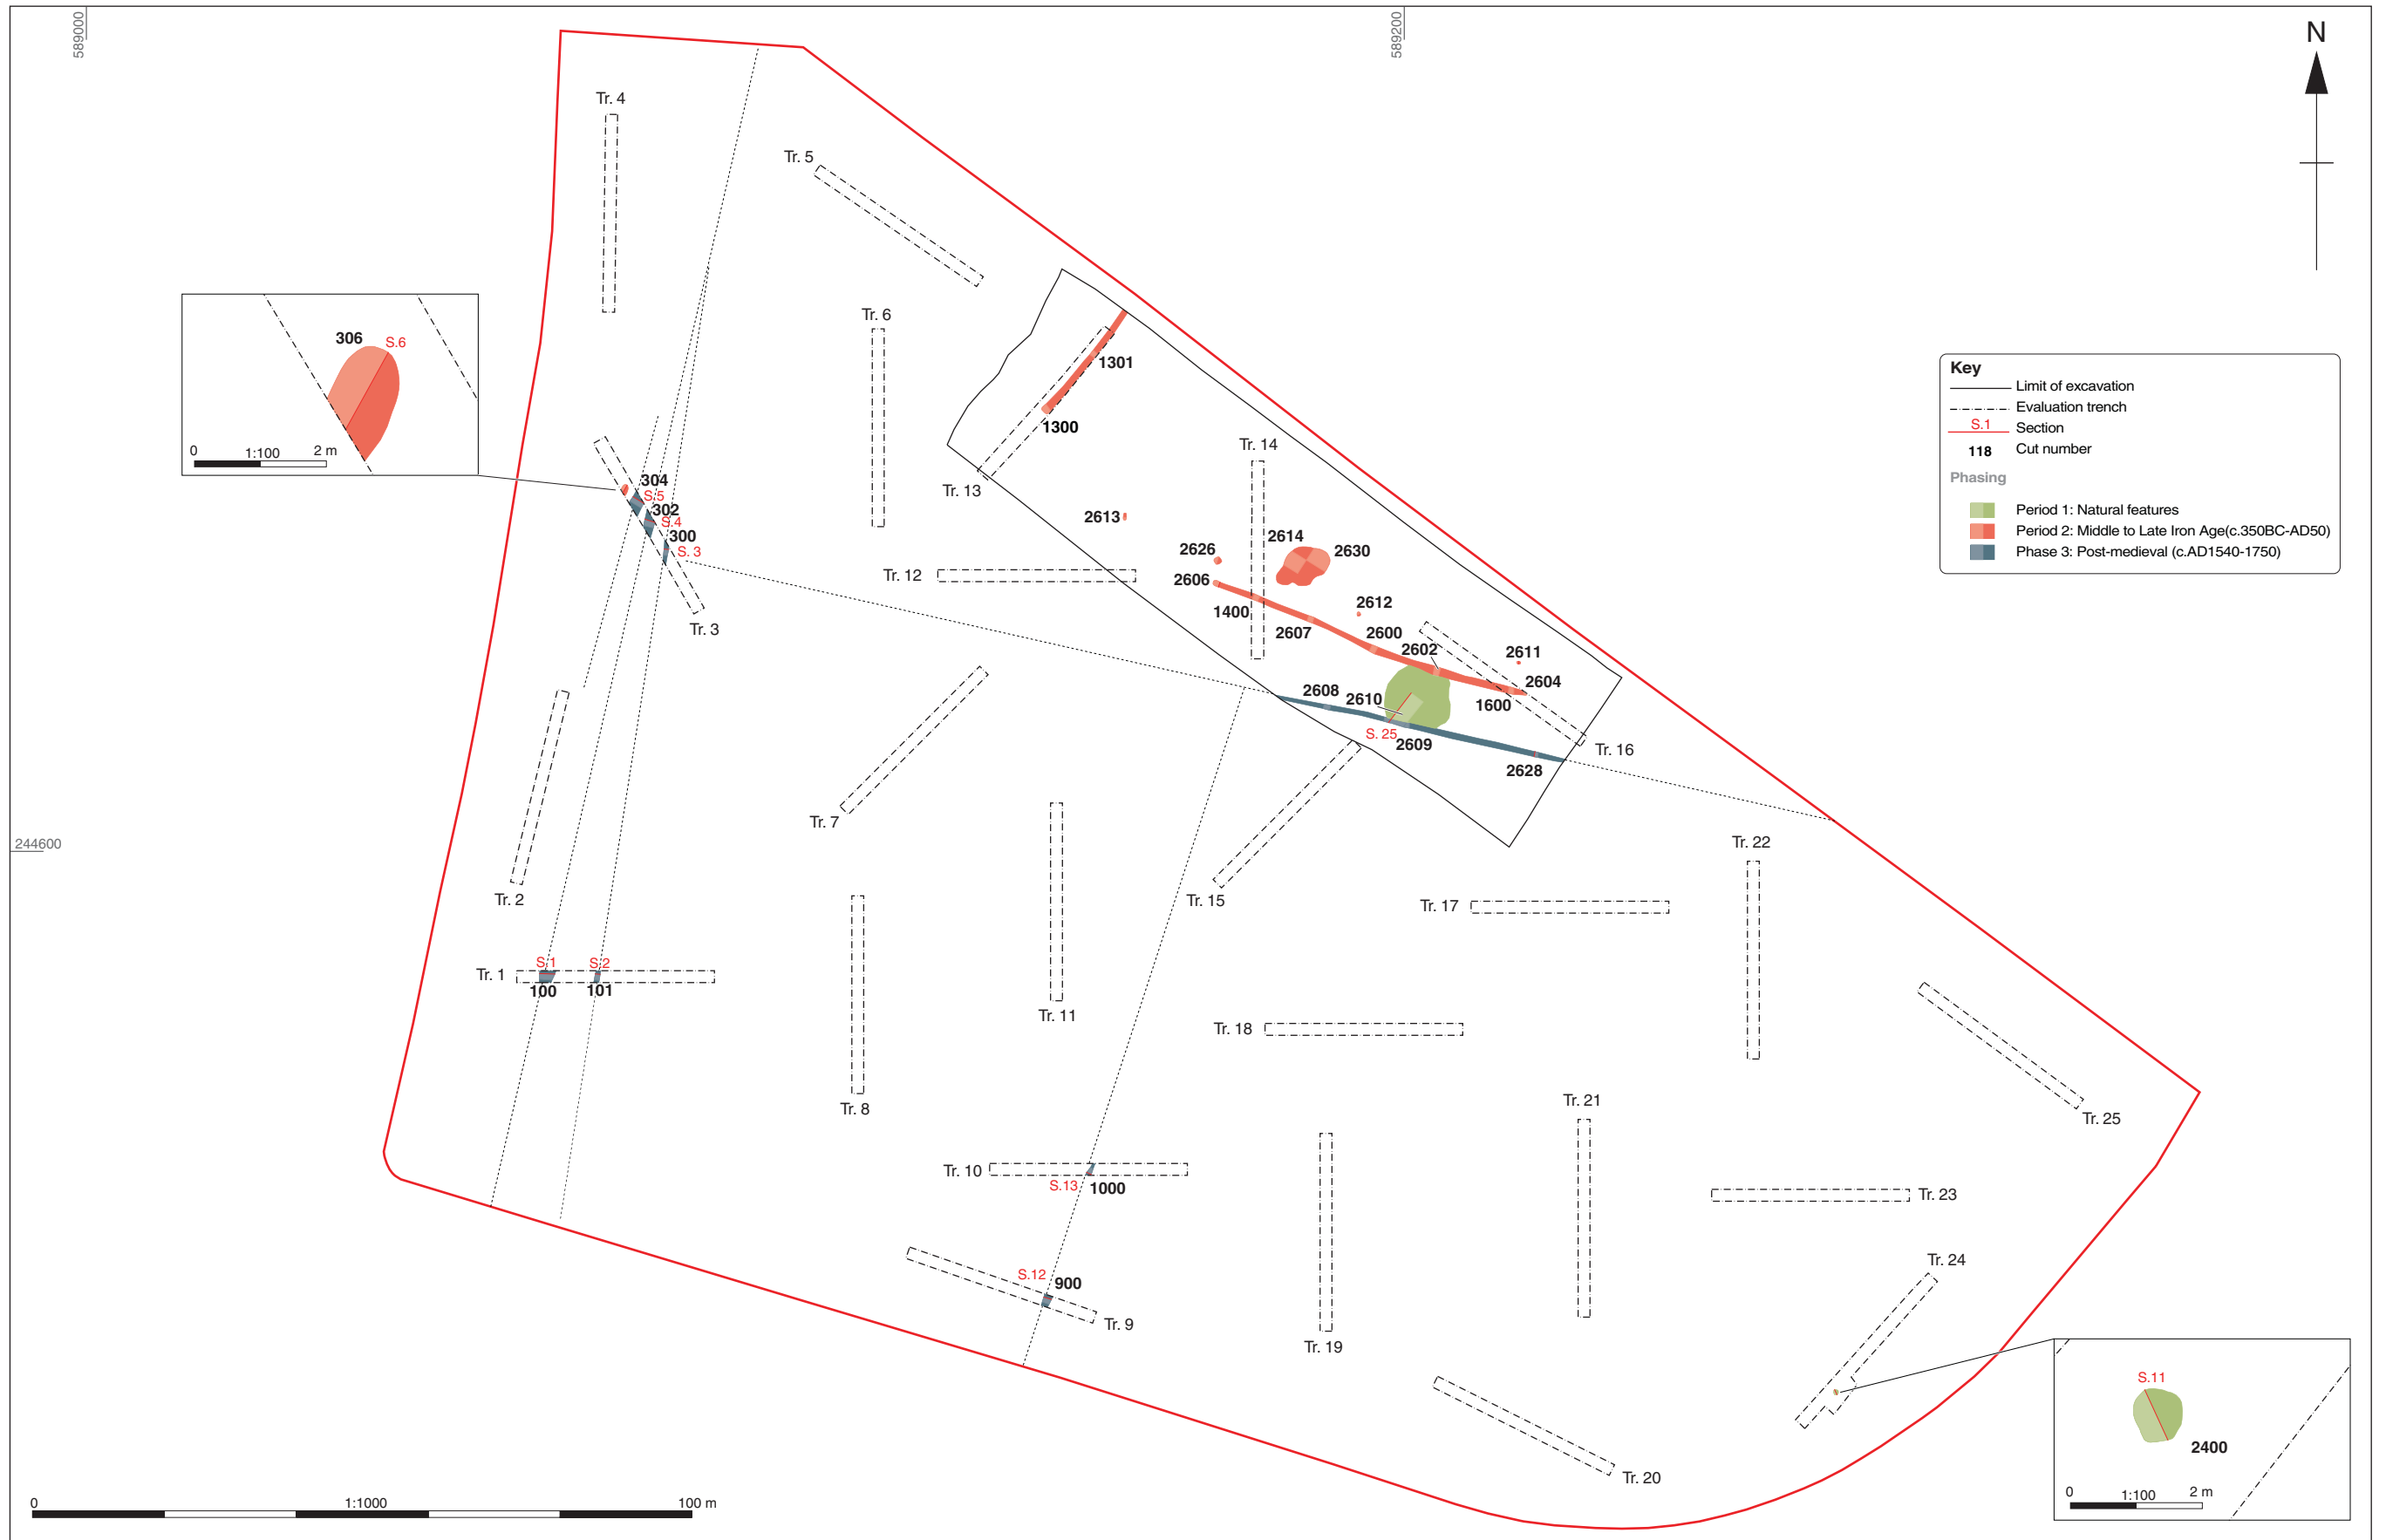 589000
589200
N
Tr. 4
Tr. 5
Tr. 6
306
S.6
0
1:100
2 m
1301
1300
Tr. 13
Tr. 14
Key
Limit of excavation
Evaluation trench
S.1
Section
118
Cut number
Phasing
Period 1: Natural features
Period 2: Middle to Late Iron Age(c.350BC-AD50)
Phase 3: Post-medieval (c.AD1540-1750)
304
S.5
302
S.4
300
S. 3
Tr. 3
2613
2626
2614
2630
Tr. 12
2606
1400
2612
2607
2600
2602
2611
2604
2608
2610
1600
S. 25
2609
Tr. 16
2628
Tr. 7
244600
Tr. 2
Tr. 15
Tr. 22
Tr. 17
Tr. 1
S.1
S.2
100
101
Tr. 11
Tr. 18
Tr. 8
Tr. 21
Tr. 25
Tr. 10
S.13
1000
Tr. 23
S.12
900
Tr. 9
Tr. 24
Tr. 19
Tr. 20
S.11
2400
0
1:100
2 m
0
1:1000
100 m